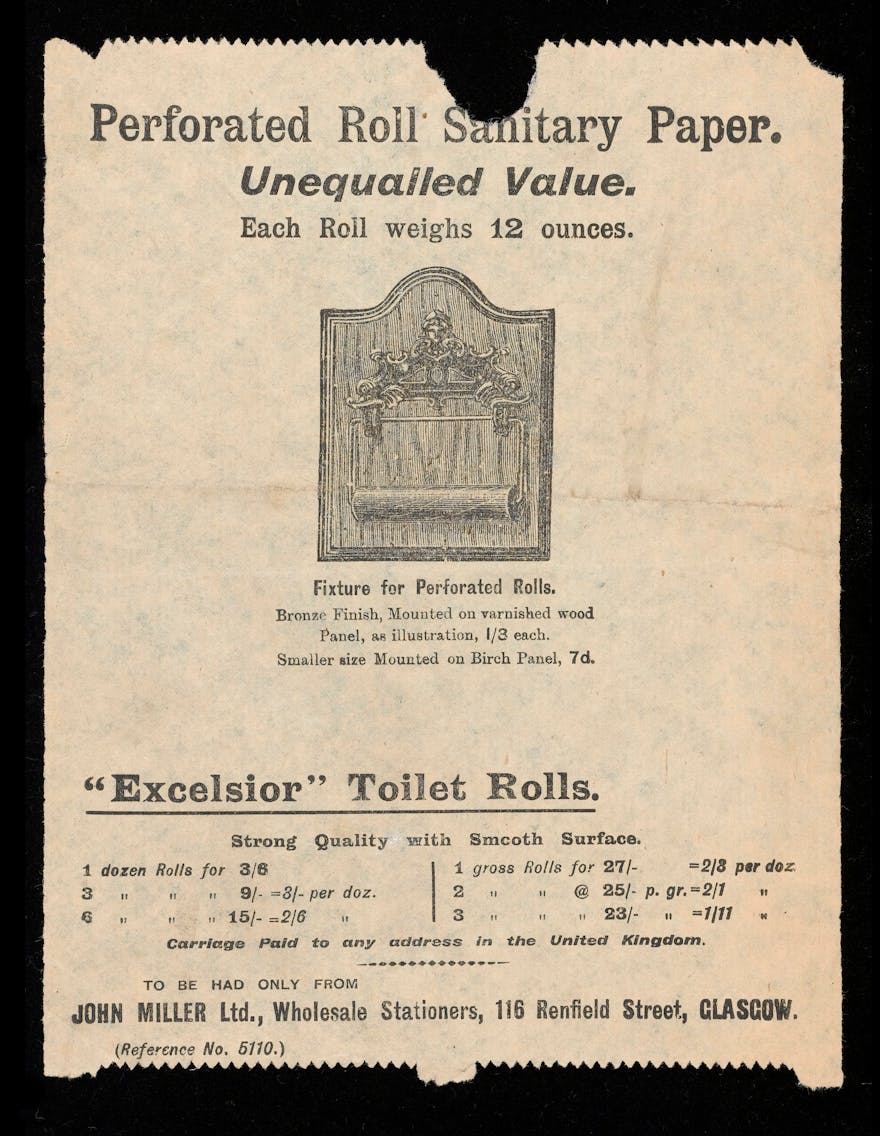 Perforated Roll Sanitary Paper.
Unequalled Value.
Each Roll weighs 12 ounces.
Fixture for Perforated Rolls.
Bronze Finish, Mounted on varnished wood
Panel, as illustration, 1/3 each.
Smaller size Mounted on Birch Panel, 7d.
“Excelsior” Toilet Rolls.
Strong Quality with Smooth Surface.
1 dozen Rolls for 3/6
3 " " " 9/- =3/- per doz.
6 " " " 15/- =2/6 "
1 gross Rolls for 27/- =2/3 per doz.
2 " " @ 25/- p. gr.=2/1 "
3 " " " 23/- " =1/11 "
Carriage Paid to any address in the United Kingdom.
TO BE HAD ONLY FROM
JOHN MILLER Ltd., Wholesale Stationers, 116 Renfield Street, GLASGOW.
(Reference No. 5110.)